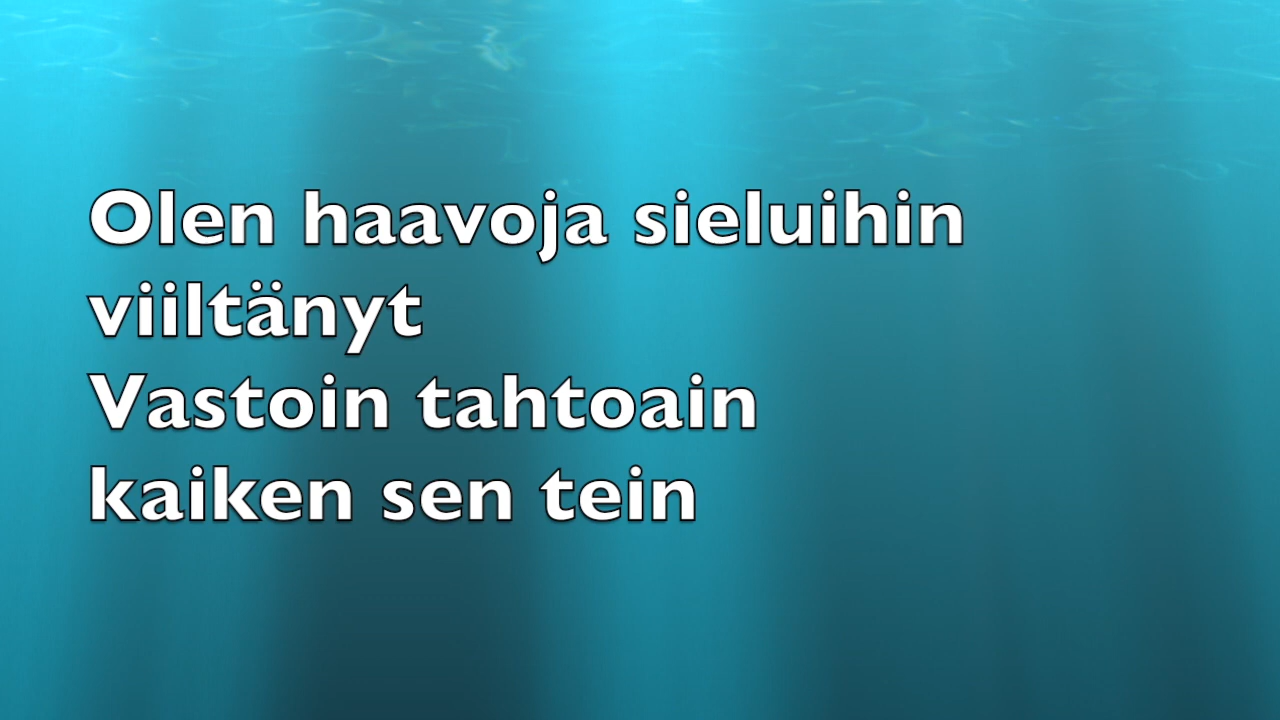 Olen haavoja sieluihin
viiltänyt
Vastoin tahtoain
kaiken sen tein